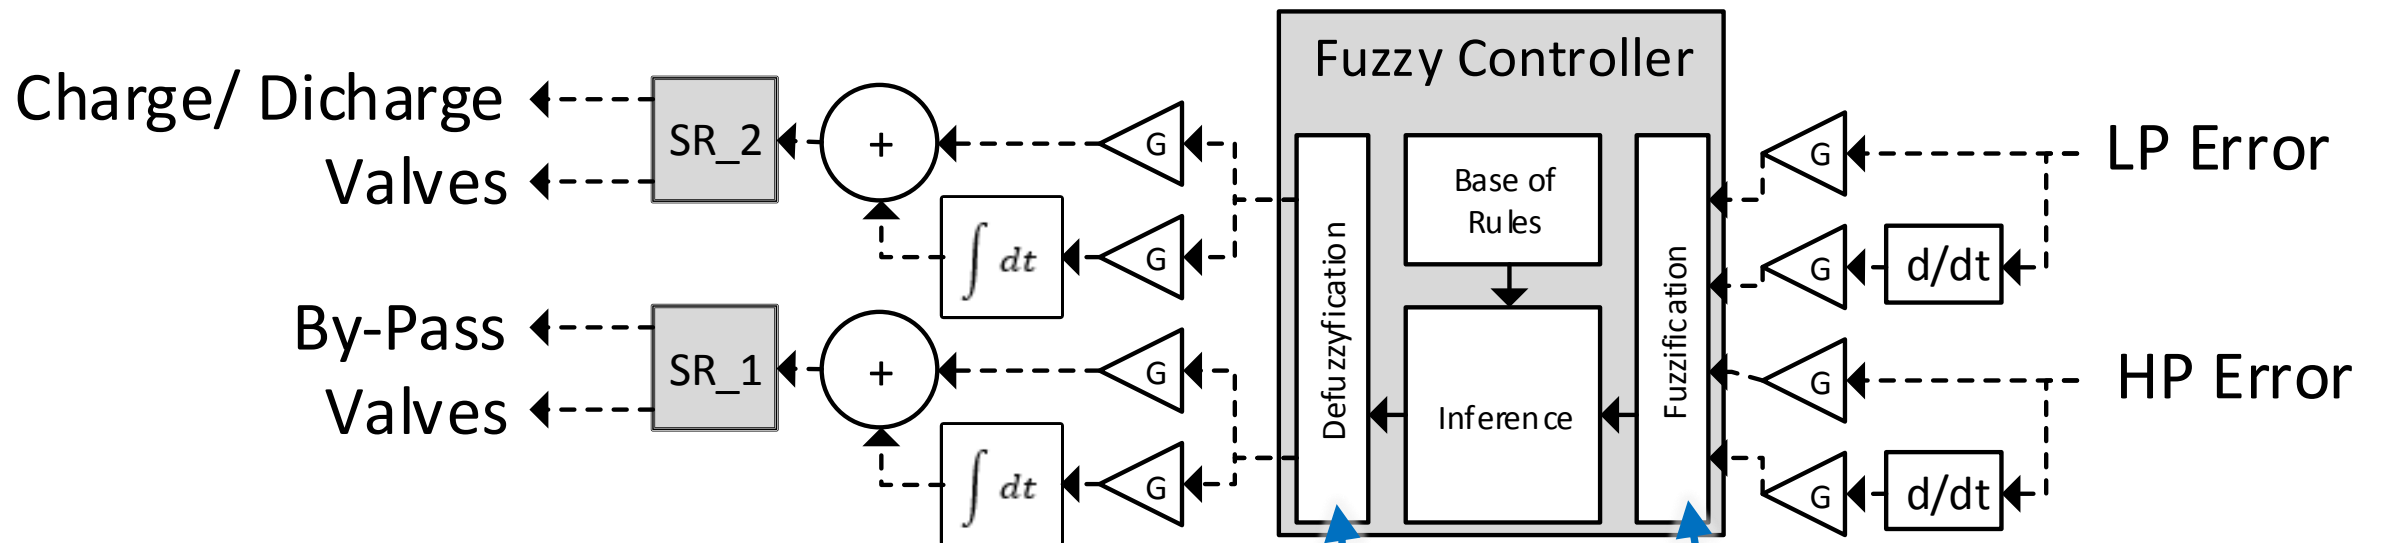 Fuzzy Controller
Charge/ Dicharge
Valves
SR_2
+
G
G
∫ dt
By-Pass
Valves
SR_1
+
G
G
∫ dt
Defuzzyfication
Base of
Rules
Inference
Fuzzification
G
LP Error
G
d/dt
G
HP Error
G
d/dt